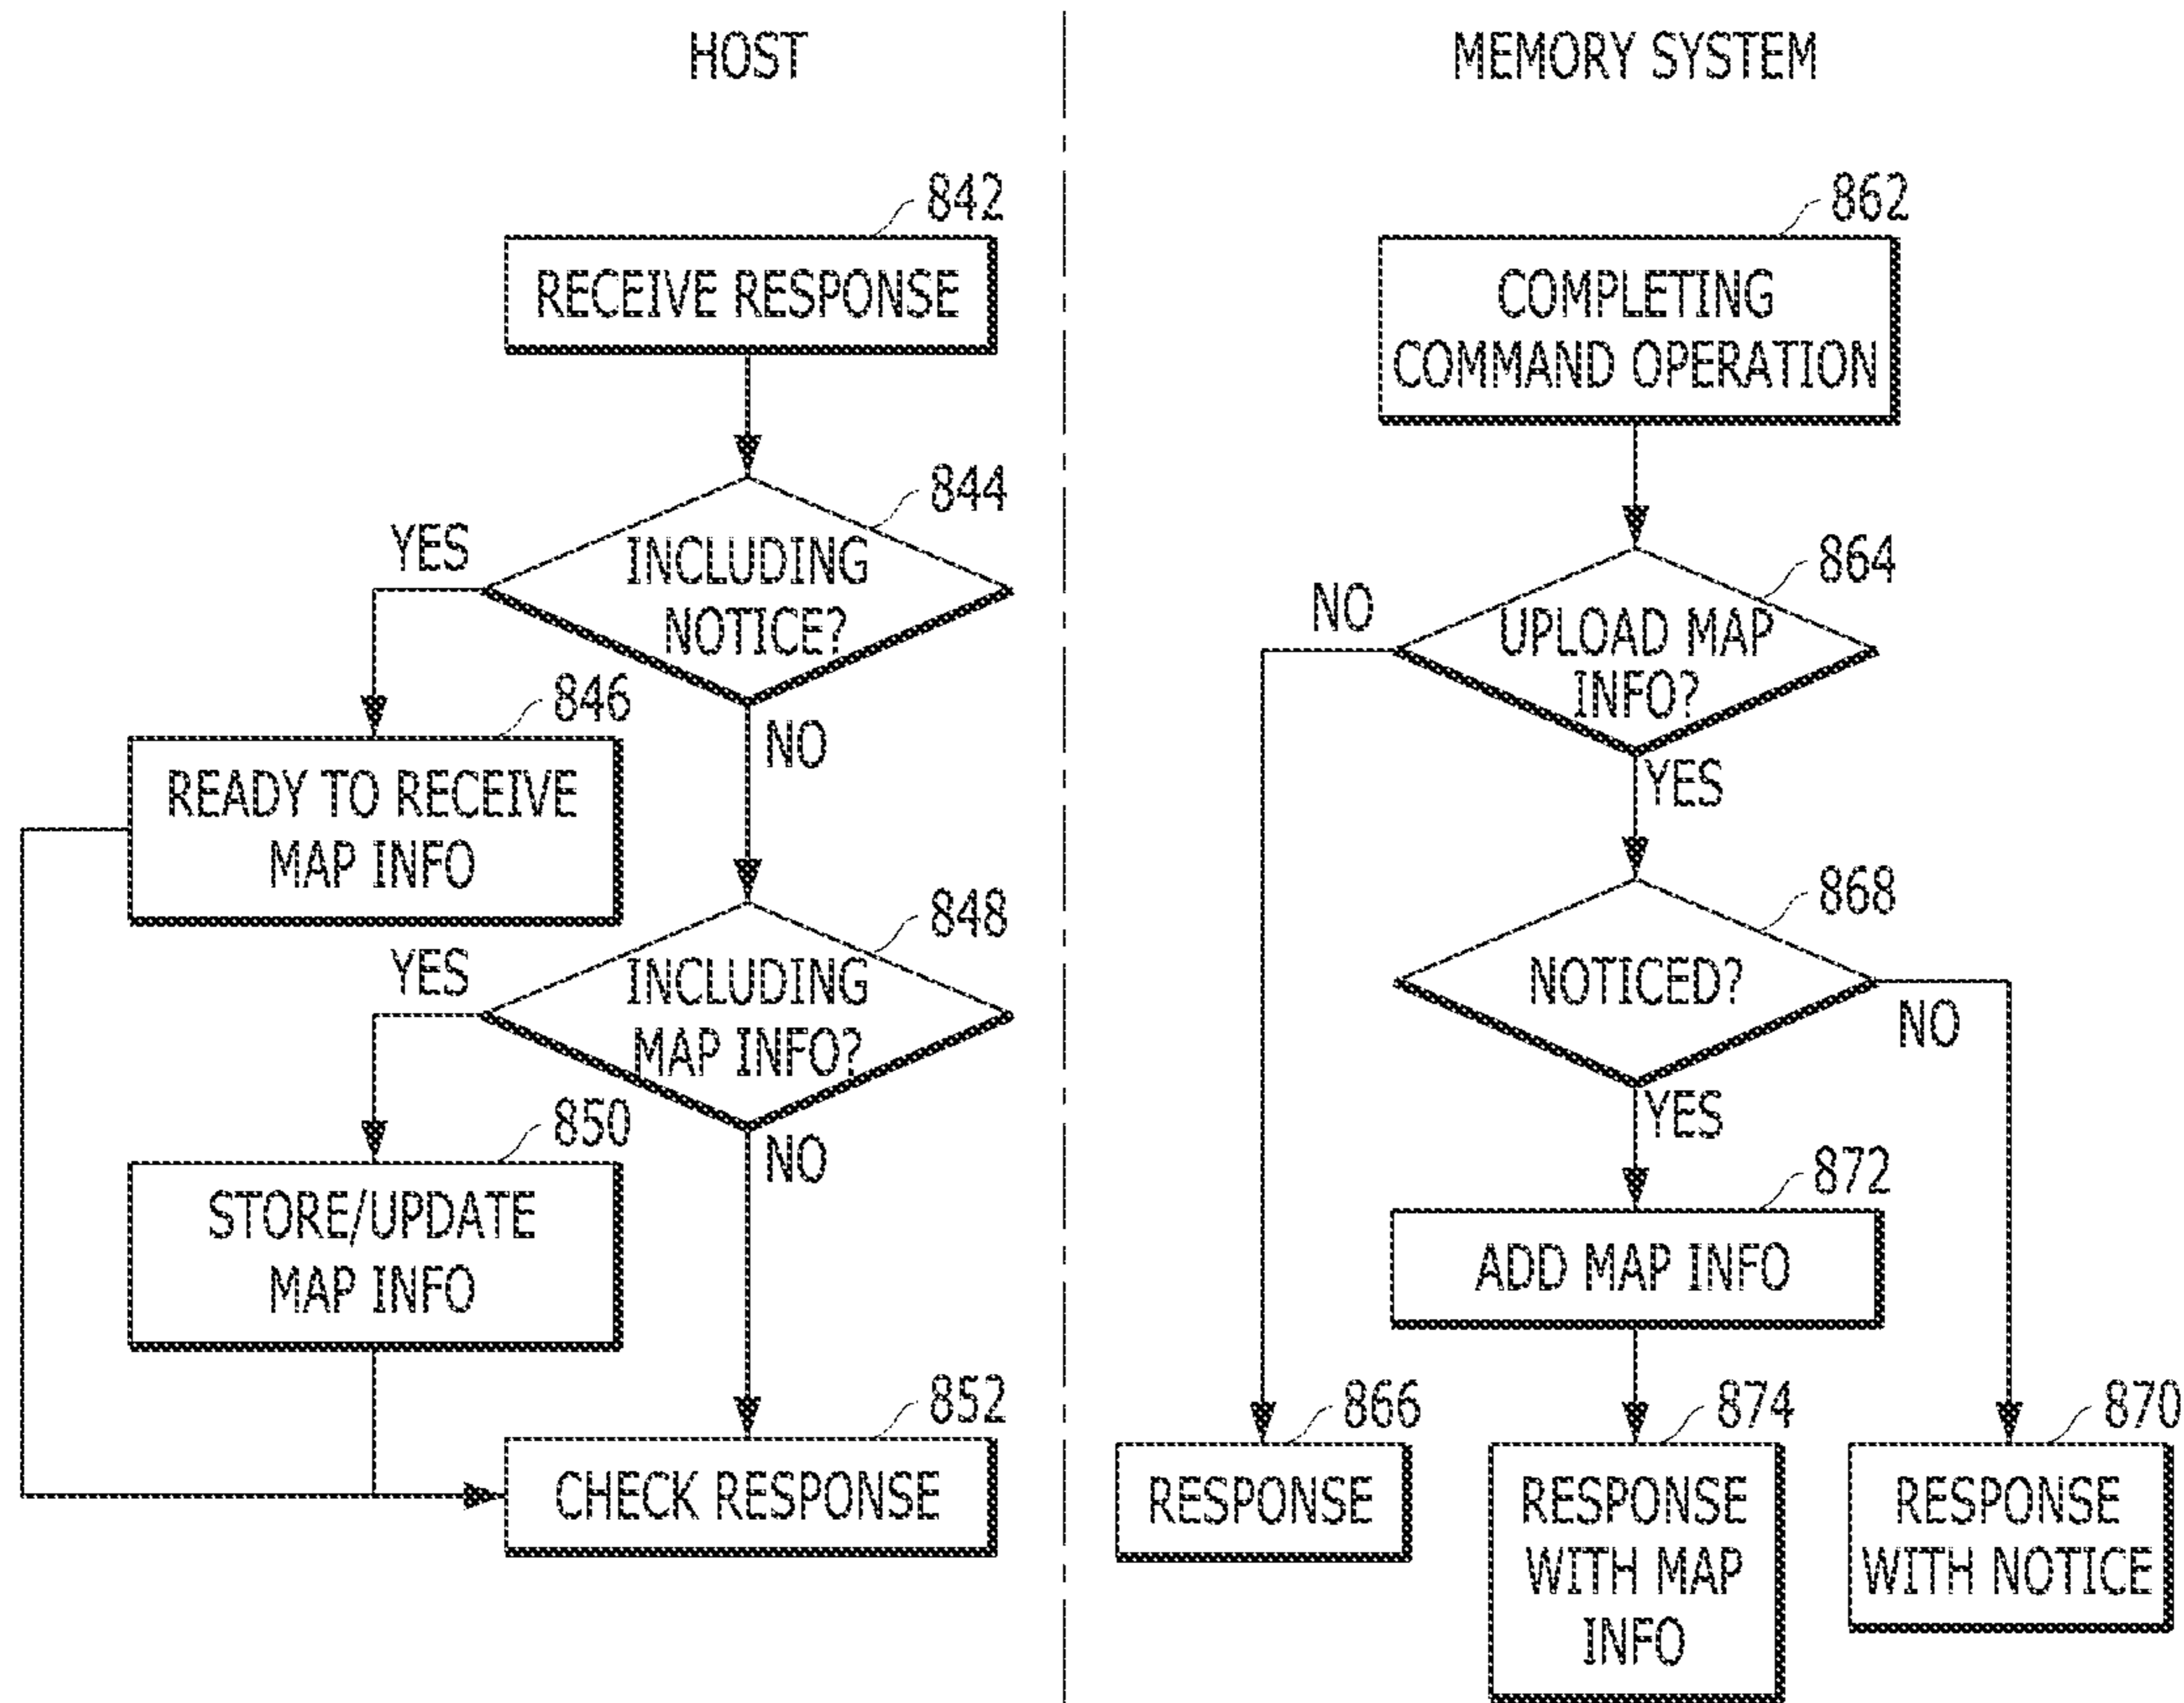 HOST
842
RECEIVE RESPONSE
844
YES
INCLUDING
NOTICE?
846
NO
READY TO RECEIVE
MAP INFO
848
YES
INCLUDING
MAP INFO?
850
NO
STORE/UPDATE
MAP INFO
852
CHECK RESPONSE
MEMORY SYSTEM
862
COMPLETING
COMMAND OPERATION
864
NO
UPLOAD MAP
INFO?
YES
868
NOTICED?
NO
YES
872
ADD MAP INFO
866
RESPONSE
874
RESPONSE
WITH MAP
INFO
870
RESPONSE
WITH NOTICE